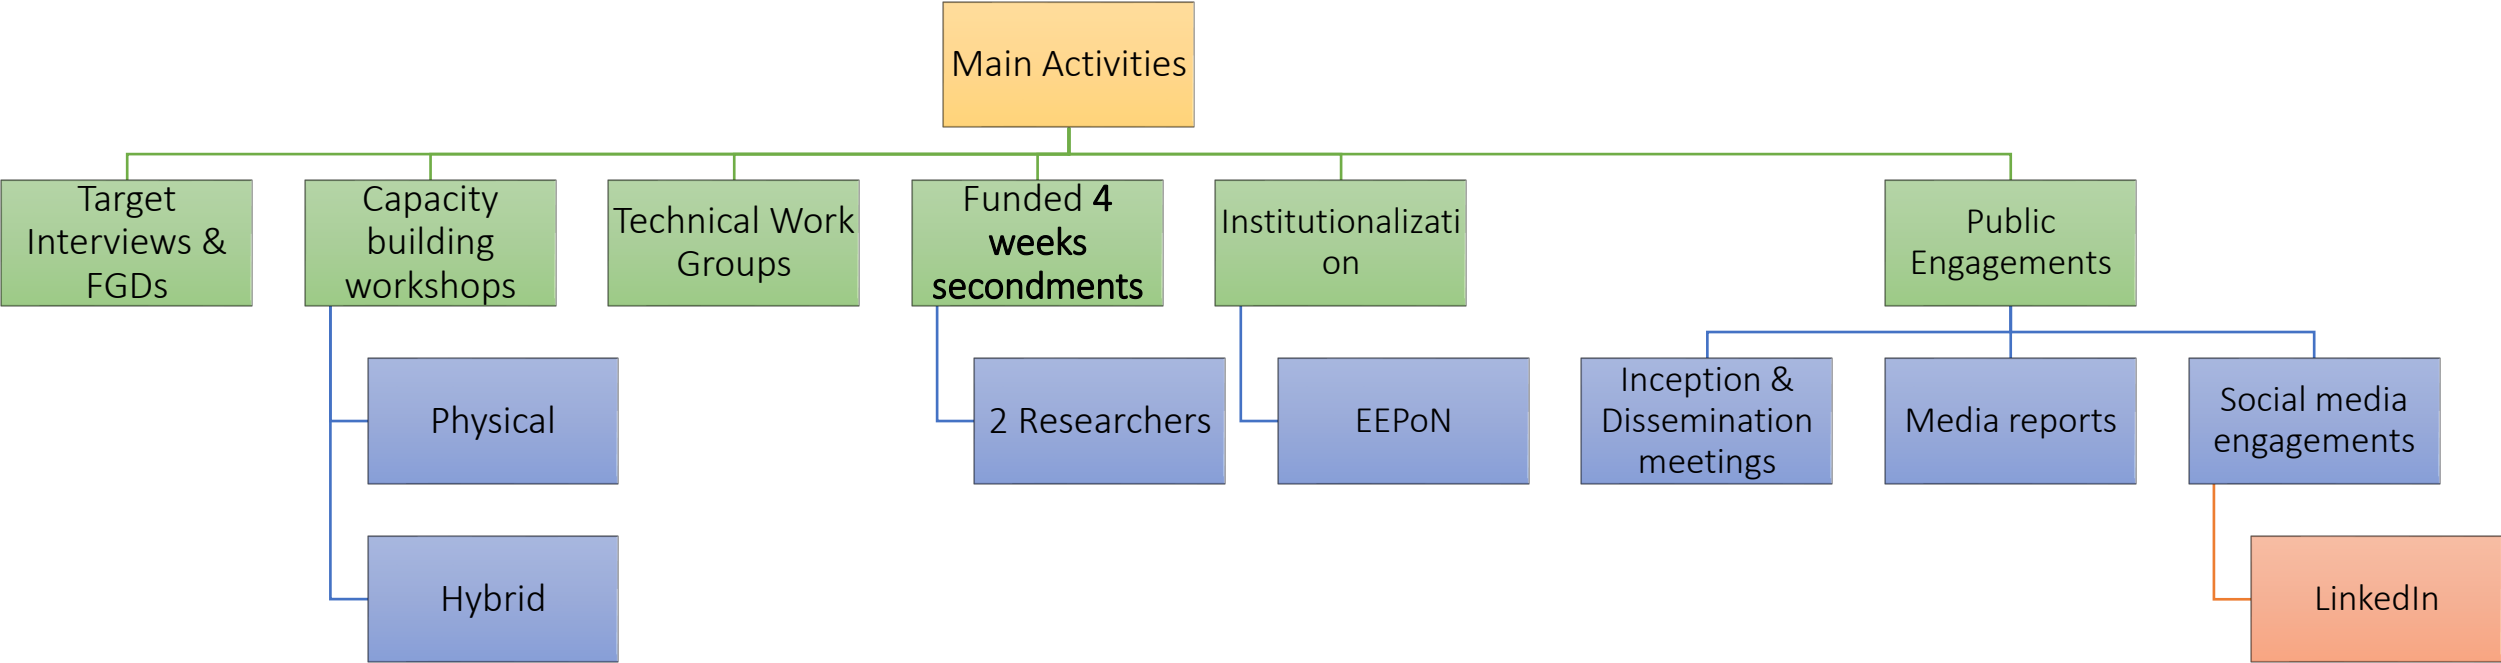 Main Activities
Target
Interviews &
FGDs
Capacity
building
workshops
Technical Work
Groups
Funded 4
weeks
secondments
Institutionalizati
on
Public
Engagements
Physical
Hybrid
2 Researchers
EEPoN
Inception &
Dissemination
meetings
Media reports
Social media
engagements
LinkedIn